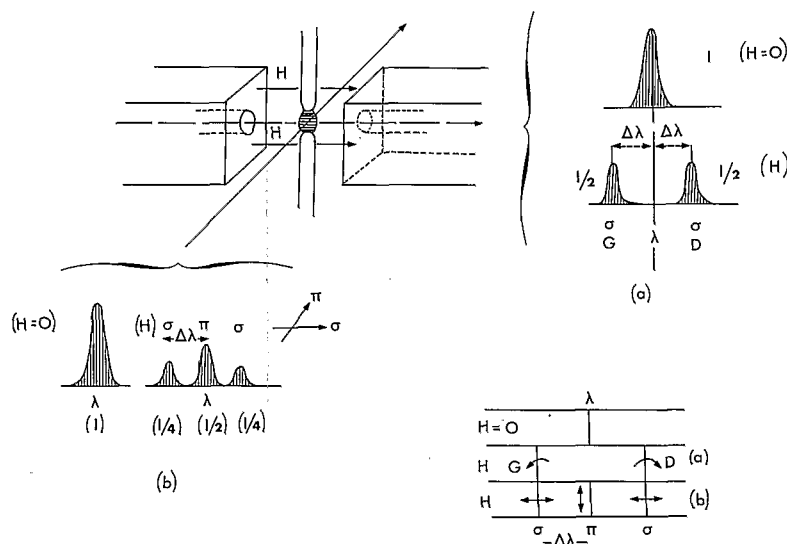 H
H
I (H=O)
Δλ Δλ
1/2 1/2 (H)
σ σ
G λ D
(a)
(H=O) (H) σ π σ
Δλ
π
σ
λ λ
(1) (1/4) (1/2) (1/4)
(b)
λ
H=O
H G D (a)
H (b)
σ π σ
Δλ